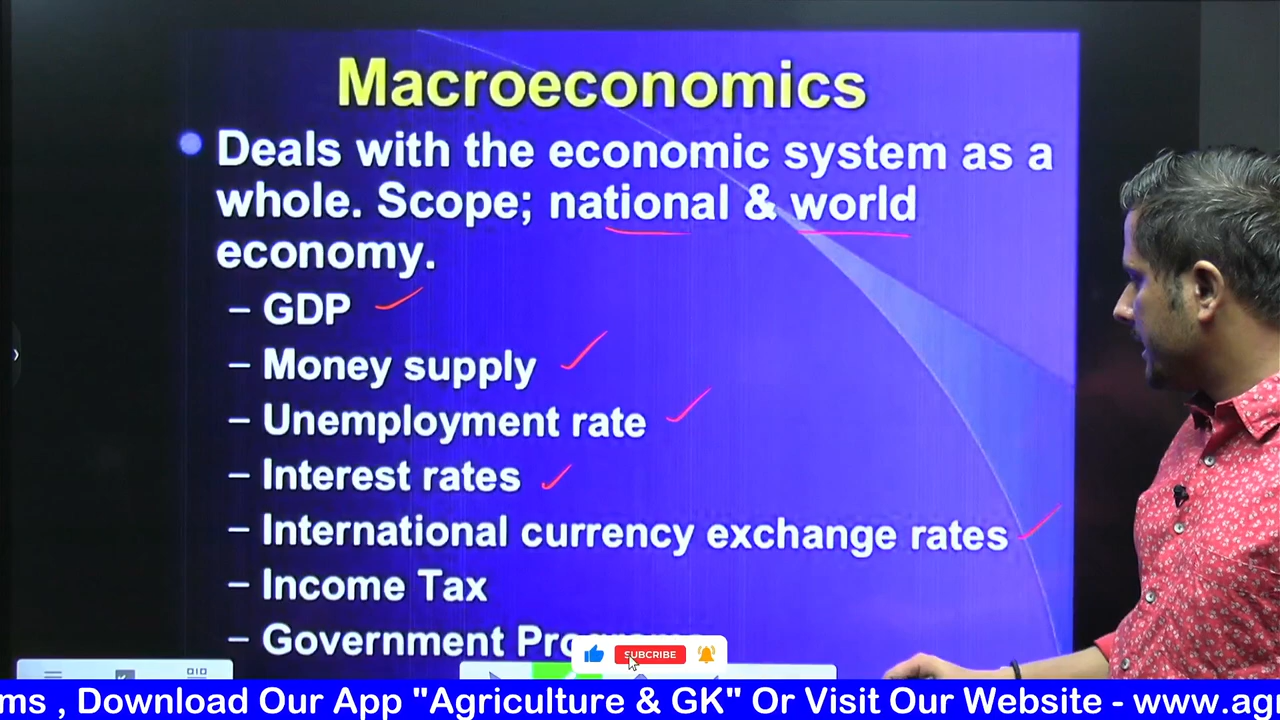 Macroeconomics
Deals with the economic system as a
whole. Scope; national & world
economy.
– GDP
– Money supply
– Unemployment rate
– Interest rates
– International currency exchange rates
– Income Tax
– Government
SUBSCRIBE
ms , Download Our App "Agriculture & GK" Or Visit Our Website - www.ag